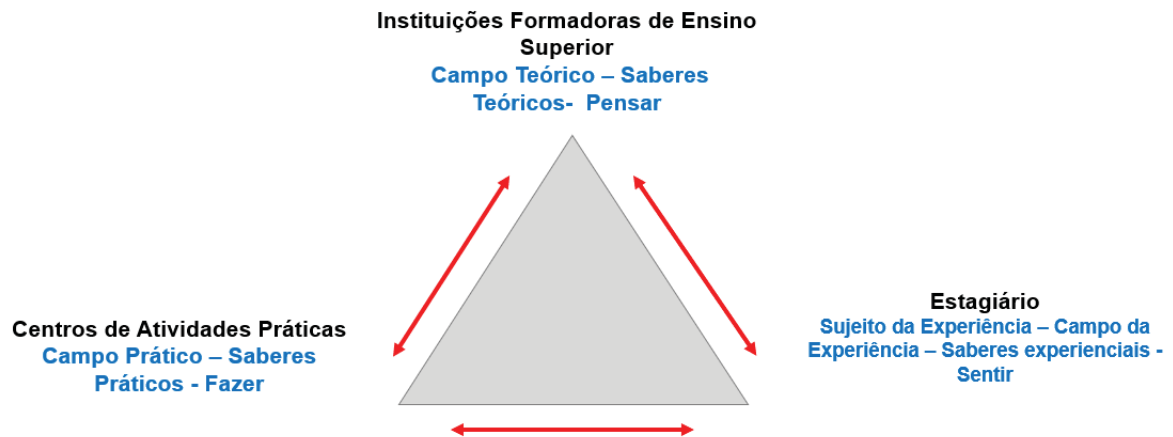 Instituições Formadoras de Ensino
Superior
Campo Teórico – Saberes
Teóricos- Pensar
Centros de Atividades Práticas
Campo Prático – Saberes
Práticos - Fazer
Estagiário
Sujeito da Experiência – Campo da
Experiência – Saberes experienciais -
Sentir